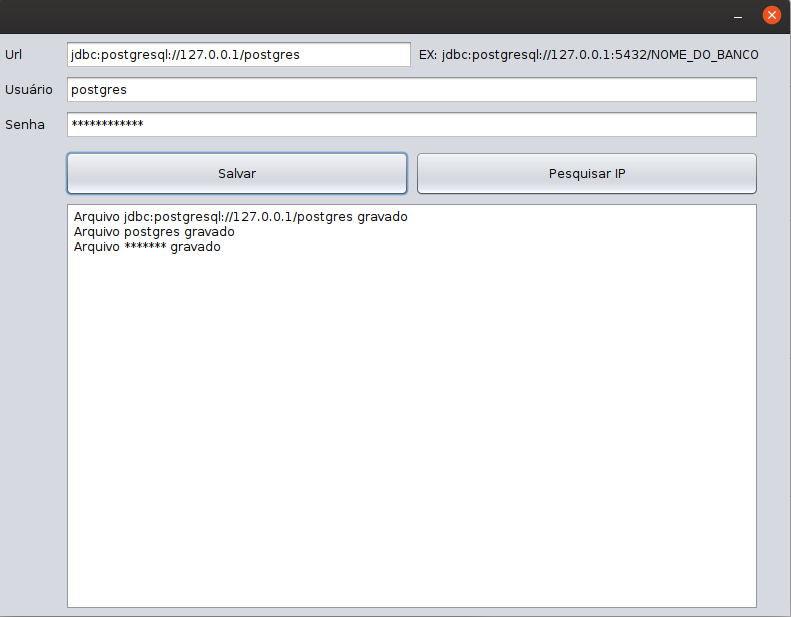 Url jdbc:postgresql://127.0.0.1/postgres EX: jdbc:postgresql://127.0.0.1:5432/NOME_DO_BANCO
Usuário postgres
Senha ************
Salvar Pesquisar IP
Arquivo jdbc:postgresql://127.0.0.1/postgres gravado
Arquivo postgres gravado
Arquivo ******* gravado